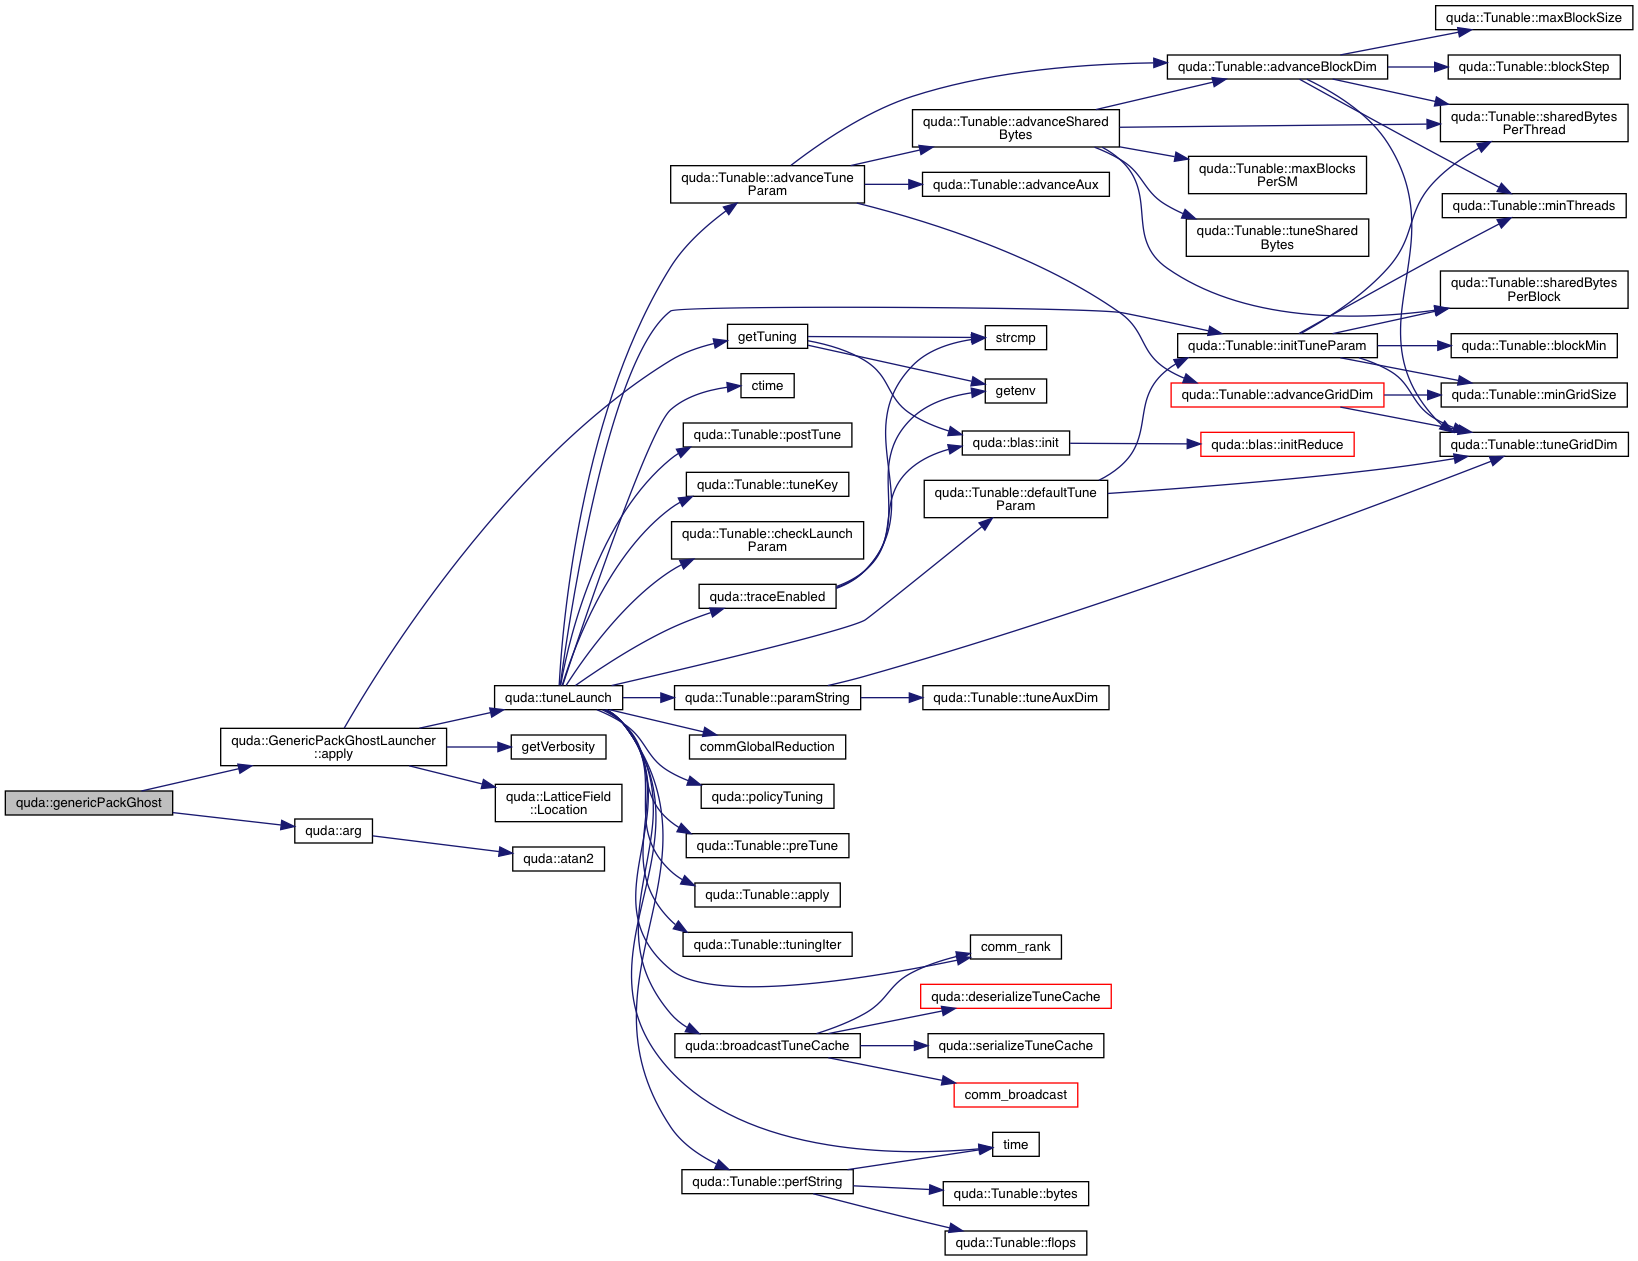 quda::genericPackGhost
quda::GenericPackGhostLauncher
::apply
quda::arg
quda::tuneLaunch
getVerbosity
quda::LatticeField
::Location
quda::atan2
quda::Tunable::advanceTune
Param
getTuning
ctime
quda::Tunable::postTune
quda::Tunable::tuneKey
quda::Tunable::checkLaunch
Param
quda::traceEnabled
quda::Tunable::paramString
commGlobalReduction
quda::policyTuning
quda::Tunable::preTune
quda::Tunable::apply
quda::Tunable::tuningIter
quda::broadcastTuneCache
quda::Tunable::perfString
quda::Tunable::advanceShared
Bytes
quda::Tunable::advanceAux
strcmp
getenv
quda::blas::init
quda::Tunable::defaultTune
Param
quda::Tunable::tuneAuxDim
comm_rank
quda::deserializeTuneCache
quda::serializeTuneCache
comm_broadcast
time
quda::Tunable::bytes
quda::Tunable::flops
quda::Tunable::advanceBlockDim
quda::Tunable::maxBlocks
PerSM
quda::Tunable::tuneShared
Bytes
quda::Tunable::initTuneParam
quda::Tunable::advanceGridDim
quda::blas::initReduce
quda::Tunable::maxBlockSize
quda::Tunable::blockStep
quda::Tunable::sharedBytes
PerThread
quda::Tunable::minThreads
quda::Tunable::sharedBytes
PerBlock
quda::Tunable::blockMin
quda::Tunable::minGridSize
quda::Tunable::tuneGridDim